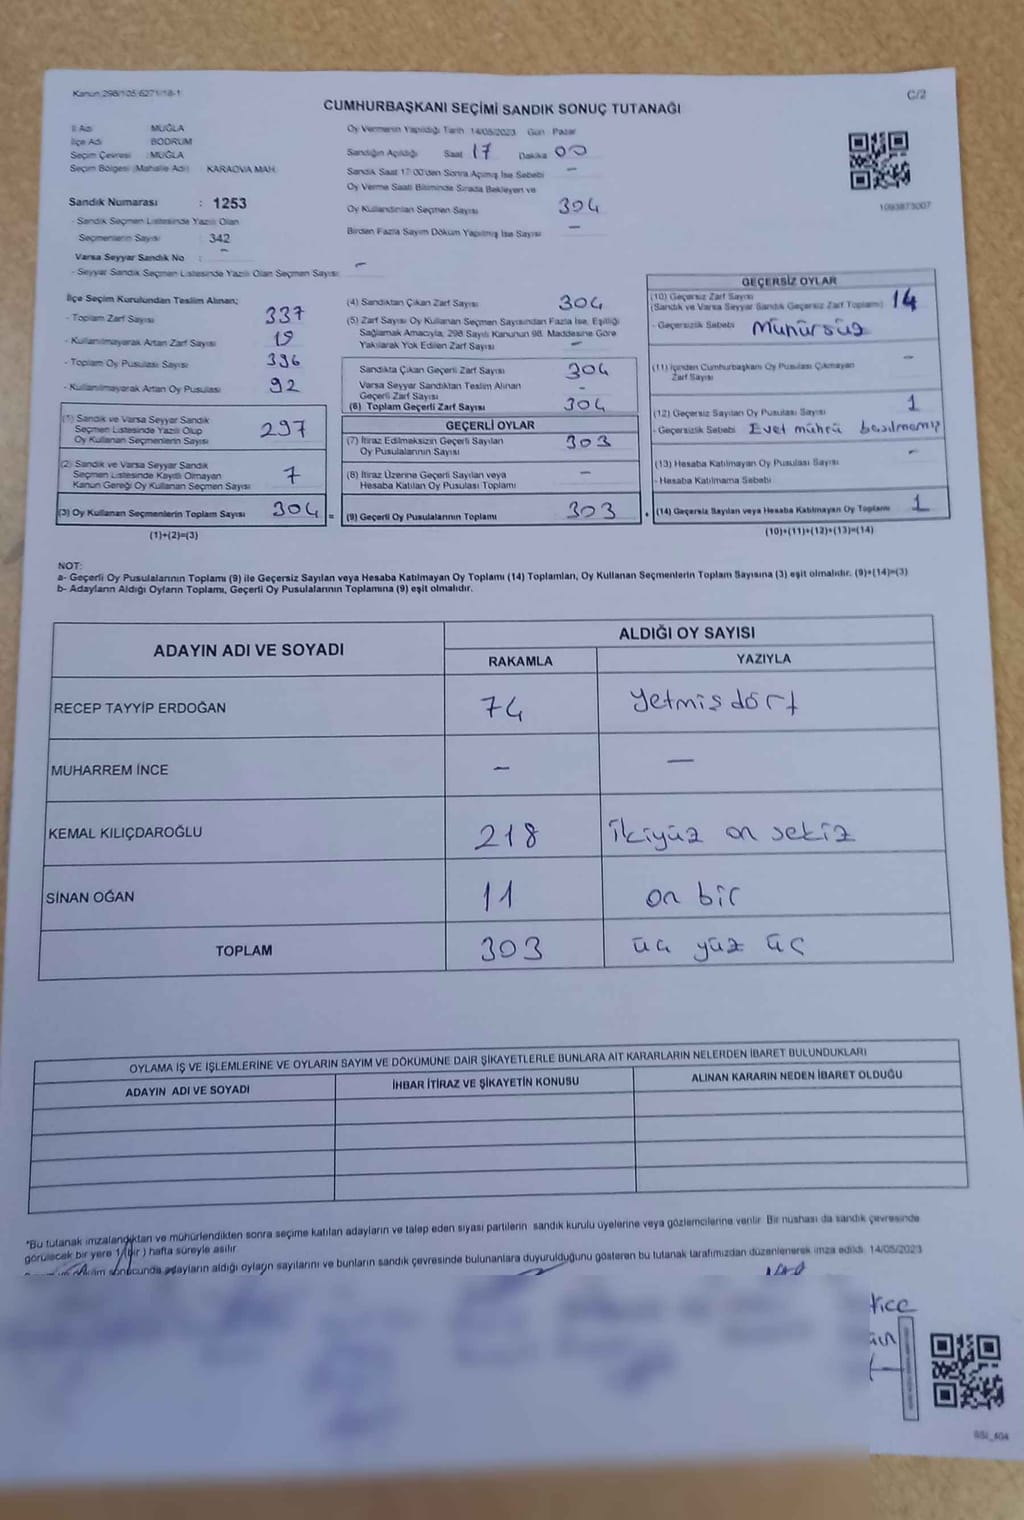 Kanun 298/105/6271/18-1
C/2
CUMHURBAŞKANI SEÇİMİ SANDIK SONUÇ TUTANAĞI
İl Adı MUĞLA
İlçe Adı BODRUM
Seçim Çevresi : MUĞLA
Seçim Bölgesi (Mahalle Adı) : KARAOVA MAH.
Sandık Numarası : 1253
- Sandık Seçmen Listesinde Yazılı Olan
Seçmenlerin Sayısı : 342
Varsa Seyyar Sandık No : -
- Seyyar Sandık Seçmen Listesinde Yazılı Olan Seçmen Sayısı: -
Oy Vermenin Yapıldığı Tarih 14/05/2023 Gün Pazar
Sandığın Açıldığı Saat 17 Dakika 00
Sandık Saat 17:00'den Sonra Açılmış İse Sebebi -
Oy Verme Saati Bitiminde Sırada Bekleyen ve
Oy Kullandırılan Seçmen Sayısı 304
Birden Fazla Sayım Döküm Yapılmış İse Sayısı -
1093873007
İlçe Seçim Kurulundan Teslim Alınan;
- Toplam Zarf Sayısı 337
- Kullanılmayarak Artan Zarf Sayısı 19
- Toplam Oy Pusulası Sayısı 396
- Kullanılmayarak Artan Oy Pusulası 92
(1) Sandık ve Varsa Seyyar Sandık
Seçmen Listesinde Yazılı Olup
Oy Kullanan Seçmenlerin Sayısı 297
(2) Sandık ve Varsa Seyyar Sandık
Seçmen Listesinde Kayıtlı Olmayan
Kanun Gereği Oy Kullanan Seçmen Sayısı 7
(3) Oy Kullanan Seçmenlerin Toplam Sayısı 304 =
(1)+(2)=(3)
(4) Sandıktan Çıkan Zarf Sayısı 304
(5) Zarf Sayısı Oy Kullanan Seçmen Sayısından Fazla İse, Eşitliği
Sağlamak Amacıyla, 298 Sayılı Kanunun 98. Maddesine Göre
Yakılarak Yok Edilen Zarf Sayısı -
Sandıkta Çıkan Geçerli Zarf Sayısı 304
Varsa Seyyar Sandıktan Teslim Alınan
Geçerli Zarf Sayısı -
(6) Toplam Geçerli Zarf Sayısı 304
GEÇERLİ OYLAR
(7) İtiraz Edilmeksizin Geçerli Sayılan
Oy Pusulalarının Sayısı 303
(8) İtiraz Üzerine Geçerli Sayılan veya
Hesaba Katılan Oy Pusulası Toplamı -
(9) Geçerli Oy Pusulalarının Toplamı 303 +
GEÇERSİZ OYLAR
(10) Geçersiz Zarf Sayısı
(Sandık ve Varsa Seyyar Sandık Geçersiz Zarf Toplamı) 14
- Geçersizlik Sebebi Mühürsüz
(11) İçinden Cumhurbaşkanı Oy Pusulası Çıkmayan
Zarf Sayısı -
(12) Geçersiz Sayılan Oy Pusulası Sayısı 1
- Geçersizlik Sebebi Evet mührü basılmamış
(13) Hesaba Katılmayan Oy Pusulası Sayısı -
- Hesaba Katılmama Sebebi
(14) Geçersiz Sayılan veya Hesaba Katılmayan Oy Toplamı 1
(10)+(11)+(12)+(13)=(14)
NOT:
a- Geçerli Oy Pusulalarının Toplamı (9) ile Geçersiz Sayılan veya Hesaba Katılmayan Oy Toplamı (14) Toplamları, Oy Kullanan Seçmenlerin Toplam Sayısına (3) eşit olmalıdır. (9)+(14)=(3)
b- Adayların Aldığı Oyların Toplamı, Geçerli Oy Pusulalarının Toplamına (9) eşit olmalıdır.
ADAYIN ADI VE SOYADI
ALDIĞI OY SAYISI
RAKAMLA YAZIYLA
RECEP TAYYİP ERDOĞAN 74 Yetmiş dört
MUHARREM İNCE - -
KEMAL KILIÇDAROĞLU 218 İkiyüz on sekiz
SİNAN OĞAN 11 on bir
TOPLAM 303 üç yüz üç
OYLAMA İŞ VE İŞLEMLERİNE VE OYLARIN SAYIM VE DÖKÜMÜNE DAİR ŞİKAYETLERLE BUNLARA AİT KARARLARIN NELERDEN İBARET BULUNDUKLARI
ADAYIN ADI VE SOYADI İHBAR İTİRAZ VE ŞİKAYETİN KONUSU ALINAN KARARIN NEDEN İBARET OLDUĞU
"Bu tutanak imzalandıktan ve mühürlendikten sonra seçime katılan adayların ve talep eden siyasi partilerin sandık kurulu üyelerine veya gözlemcilerine verilir. Bir nüshası da sandık çevresinde
görülecek bir yere 1 (bir) hafta süreyle asılır.
sonucunda adayların aldığı oyların sayılarını ve bunların sandık çevresinde bulunanlara duyurulduğunu gösteren bu tutanak tarafımızdan düzenlenerek imza edildi. 14/05/2023